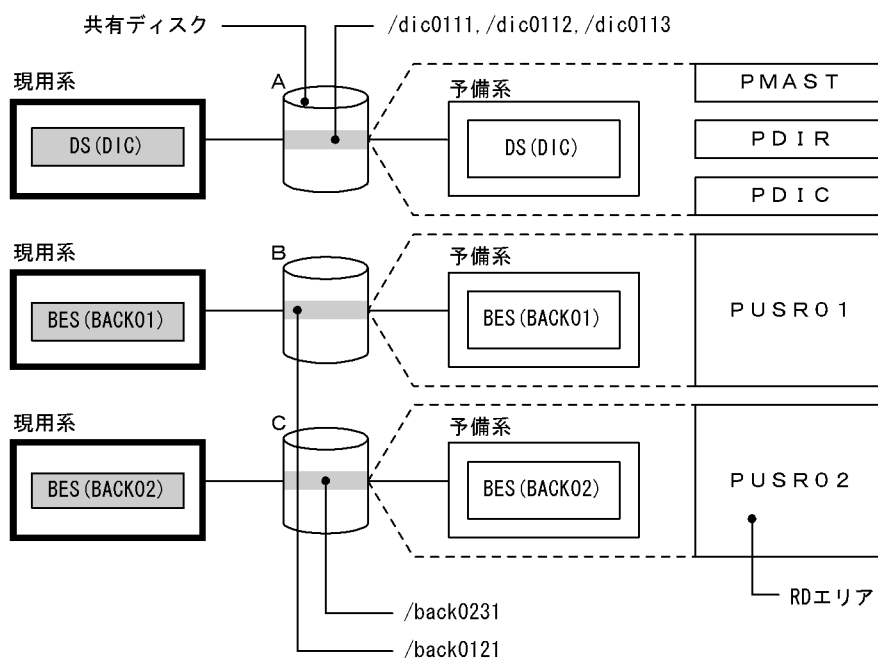 共有ディスク
/dic0111,/dic0112,/dic0113
現用系
A
予備系
PMAST
DS(DIC)
DS(DIC)
PDIR
PDIC
現用系
B
予備系
BES(BACK01)
BES(BACK01)
PUSR01
現用系
C
予備系
BES(BACK02)
BES(BACK02)
PUSR02
RDエリア
/back0231
/back0121